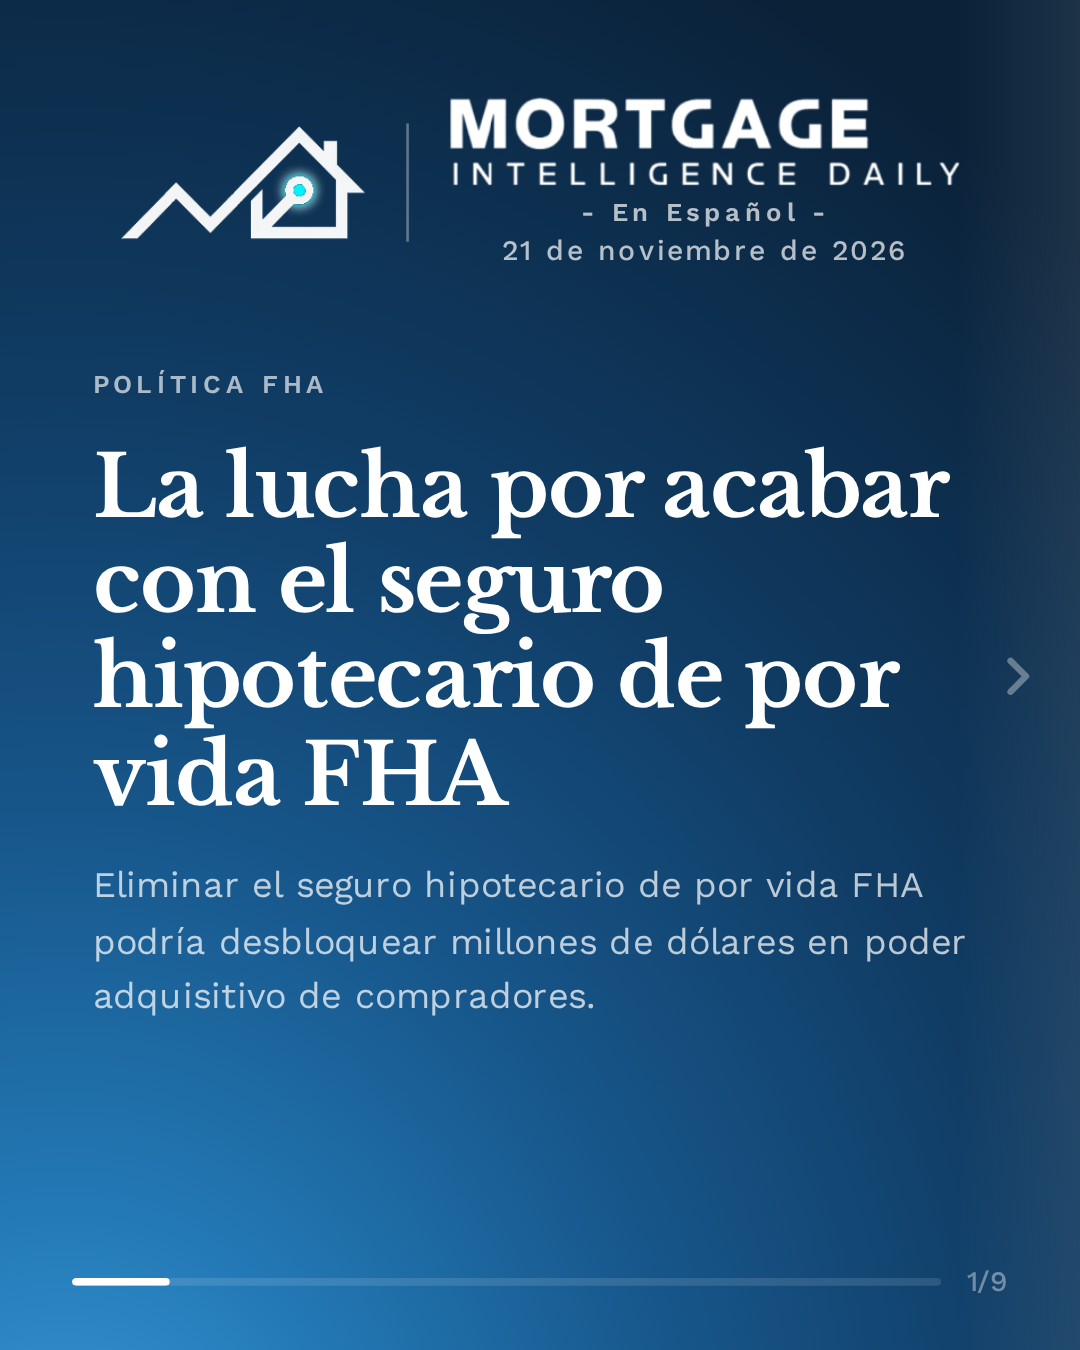 MORTGAGE
INTELLIGENCE DAILY
- En Español -
21 de noviembre de 2026
POLÍTICA FHA
La lucha por acabar
con el seguro
hipotecario de por
vida FHA
Eliminar el seguro hipotecario de por vida FHA
podría desbloquear millones de dólares en poder
adquisitivo de compradores.
1/9